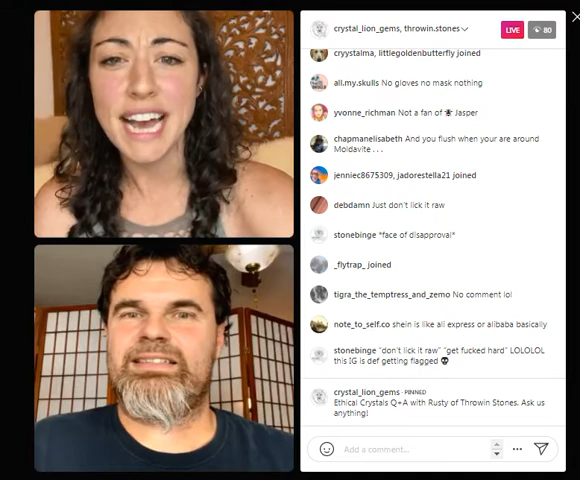 crystal_lion_gems, throwin.stones
LIVE
80
cryystalma, littlegoldenbutterfly joined
all.my.skulls No gloves no mask nothing
yvonne_richman Not a fan of 🐝 Jasper
chapmanelisabeth And you flush when your are around
Moldavite . . .
jenniec8675309, jadorestella21 joined
debdamn Just don't lick it raw
stonebinge *face of disapproval*
_flytrap_ joined
tigra_the_temptress_and_zemo No comment lol
note_to_self.co shein is like ali express or alibaba basically
stonebinge "don't lick it raw" "get fucked hard" LOLOLOL
this IG is def getting flagged 💀
crystal_lion_gems · PINNED
Ethical Crystals Q+A with Rusty of Throwin Stones. Ask us
anything!
Add a comment...